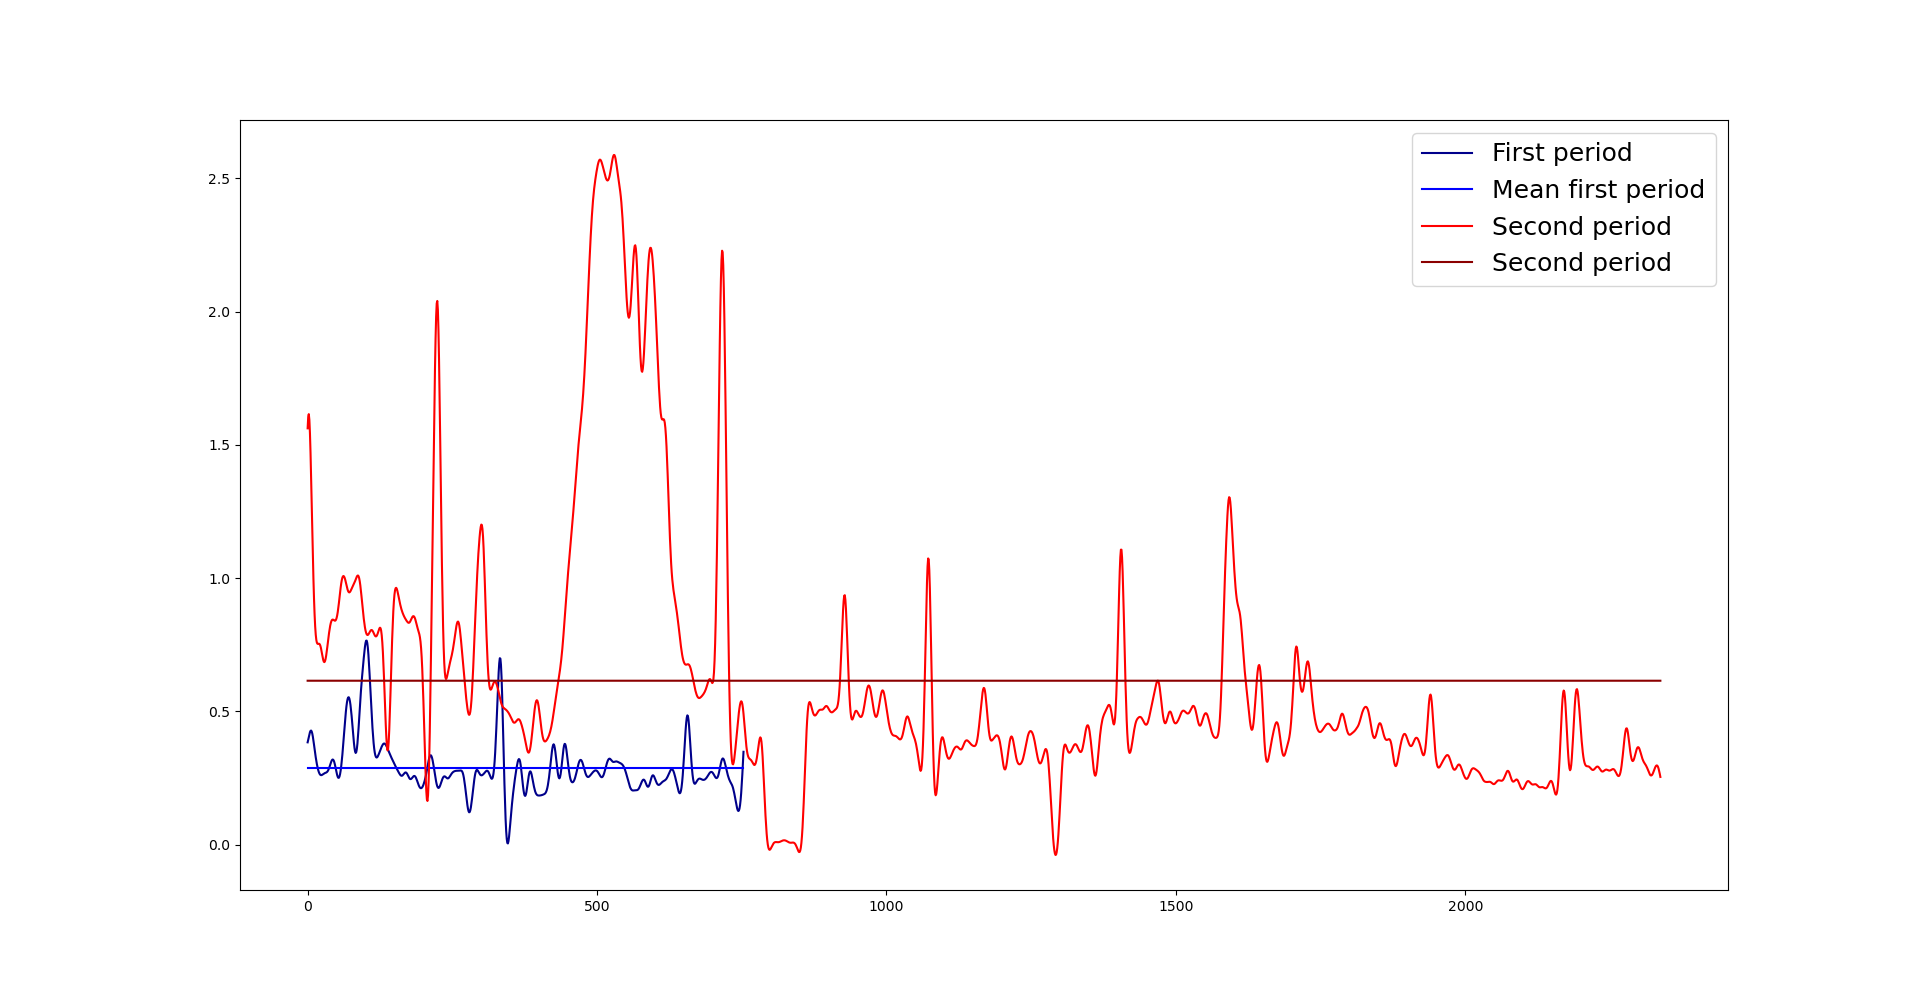 First period
Mean first period
Second period
Second period
2.5
2.0
1.5
1.0
0.5
0.0
0 500 1000 1500 2000